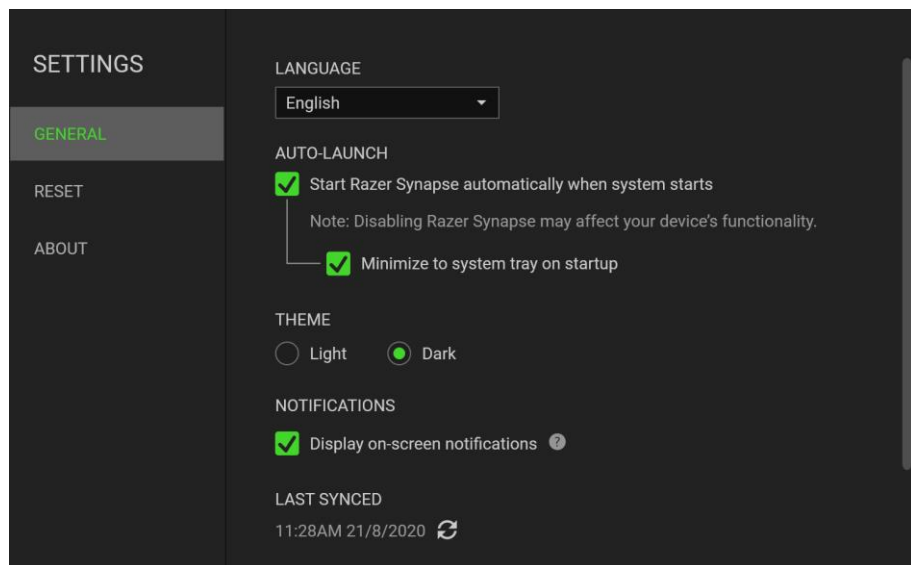 SETTINGS
GENERAL
RESET
ABOUT
LANGUAGE
English
AUTO-LAUNCH
Start Razer Synapse automatically when system starts
Note: Disabling Razer Synapse may affect your device’s functionality.
Minimize to system tray on startup
THEME
Light Dark
NOTIFICATIONS
Display on-screen notifications ?
LAST SYNCED
11:28AM 21/8/2020